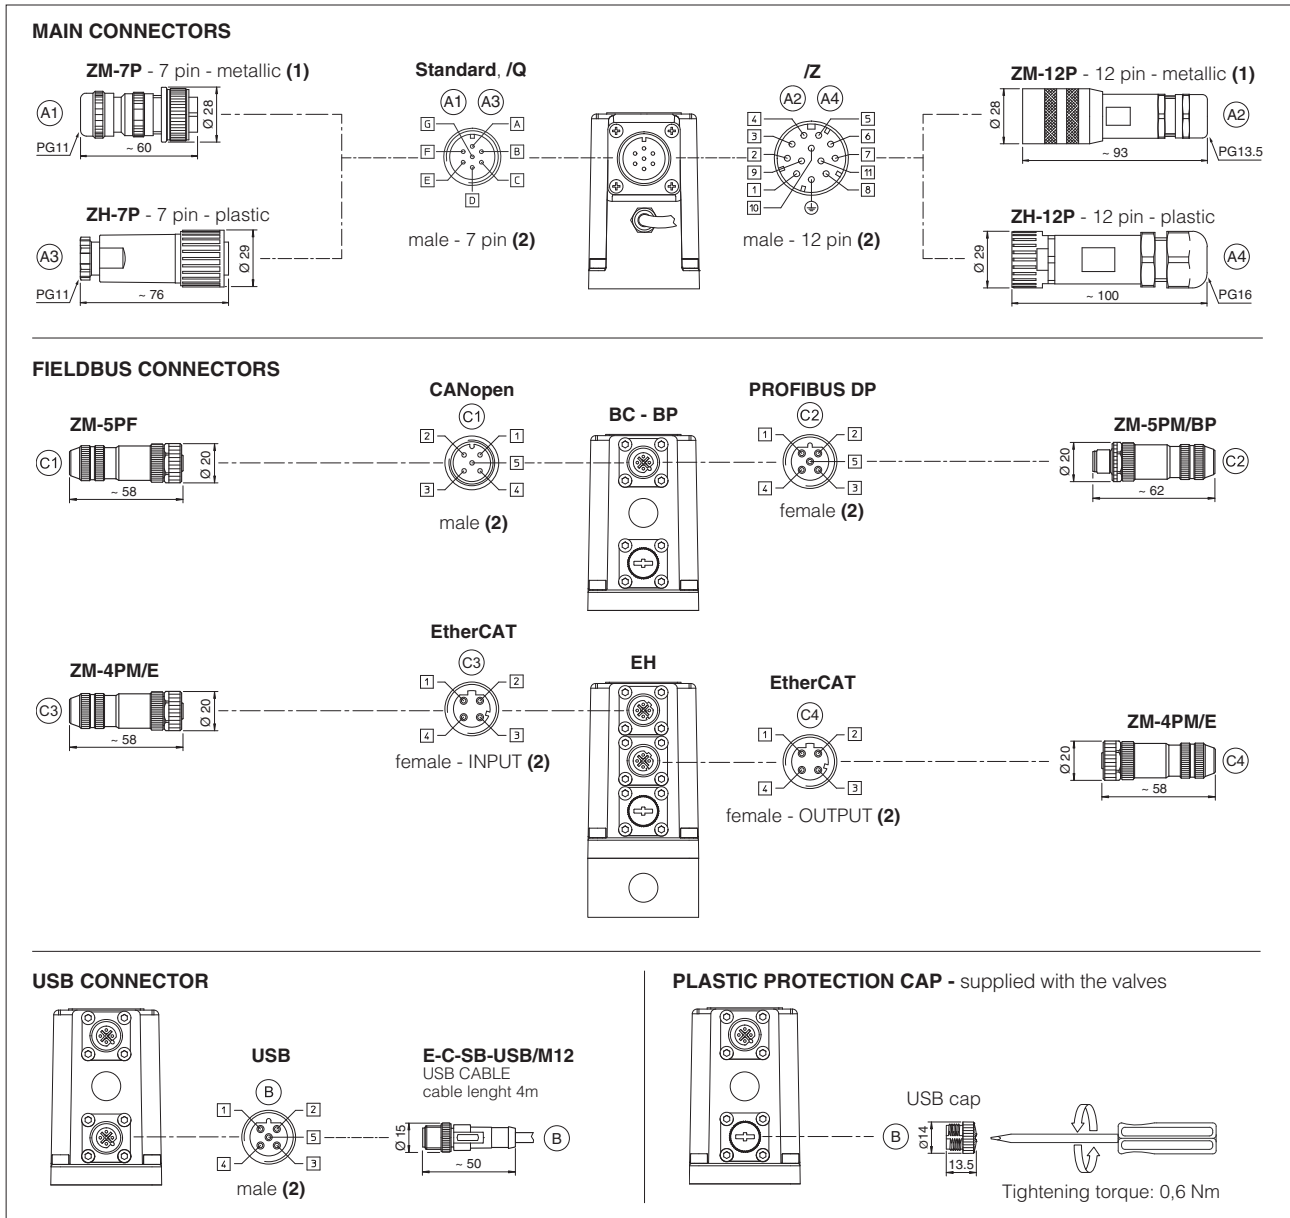 MAIN CONNECTORS
ZM-7P - 7 pin - metallic (1)
A1
PG11
~ 60
Ø 28
ZH-7P - 7 pin - plastic
A3
PG11
~ 76
Ø 29
Standard, /Q
A1 A3
G A
F B
E C
D
male - 7 pin (2)
/Z
A2 A4
4 5
3 6
2 7
9 11
1 8
10
male - 12 pin (2)
ZM-12P - 12 pin - metallic (1)
Ø 28
A2
~ 93
PG13.5
ZH-12P - 12 pin - plastic
Ø 29
A4
~ 100
PG16
FIELDBUS CONNECTORS
ZM-5PF
C1
~ 58
Ø 20
CANopen
C1
2 1
5
3 4
male (2)
BC - BP
PROFIBUS DP
C2
1 2
5
4 3
female (2)
ZM-5PM/BP
Ø 20
C2
~ 62
ZM-4PM/E
C3
~ 58
Ø 20
EtherCAT
C3
1 2
4 3
female - INPUT (2)
EH
EtherCAT
C4
1 2
4 3
female - OUTPUT (2)
ZM-4PM/E
Ø 20
C4
~ 58
USB CONNECTOR
USB
B
1 2
5
4 3
male (2)
E-C-SB-USB/M12
USB CABLE
cable lenght 4m
Ø 15
B
~ 50
PLASTIC PROTECTION CAP - supplied with the valves
USB cap
B
Ø14
13.5
Tightening torque: 0,6 Nm